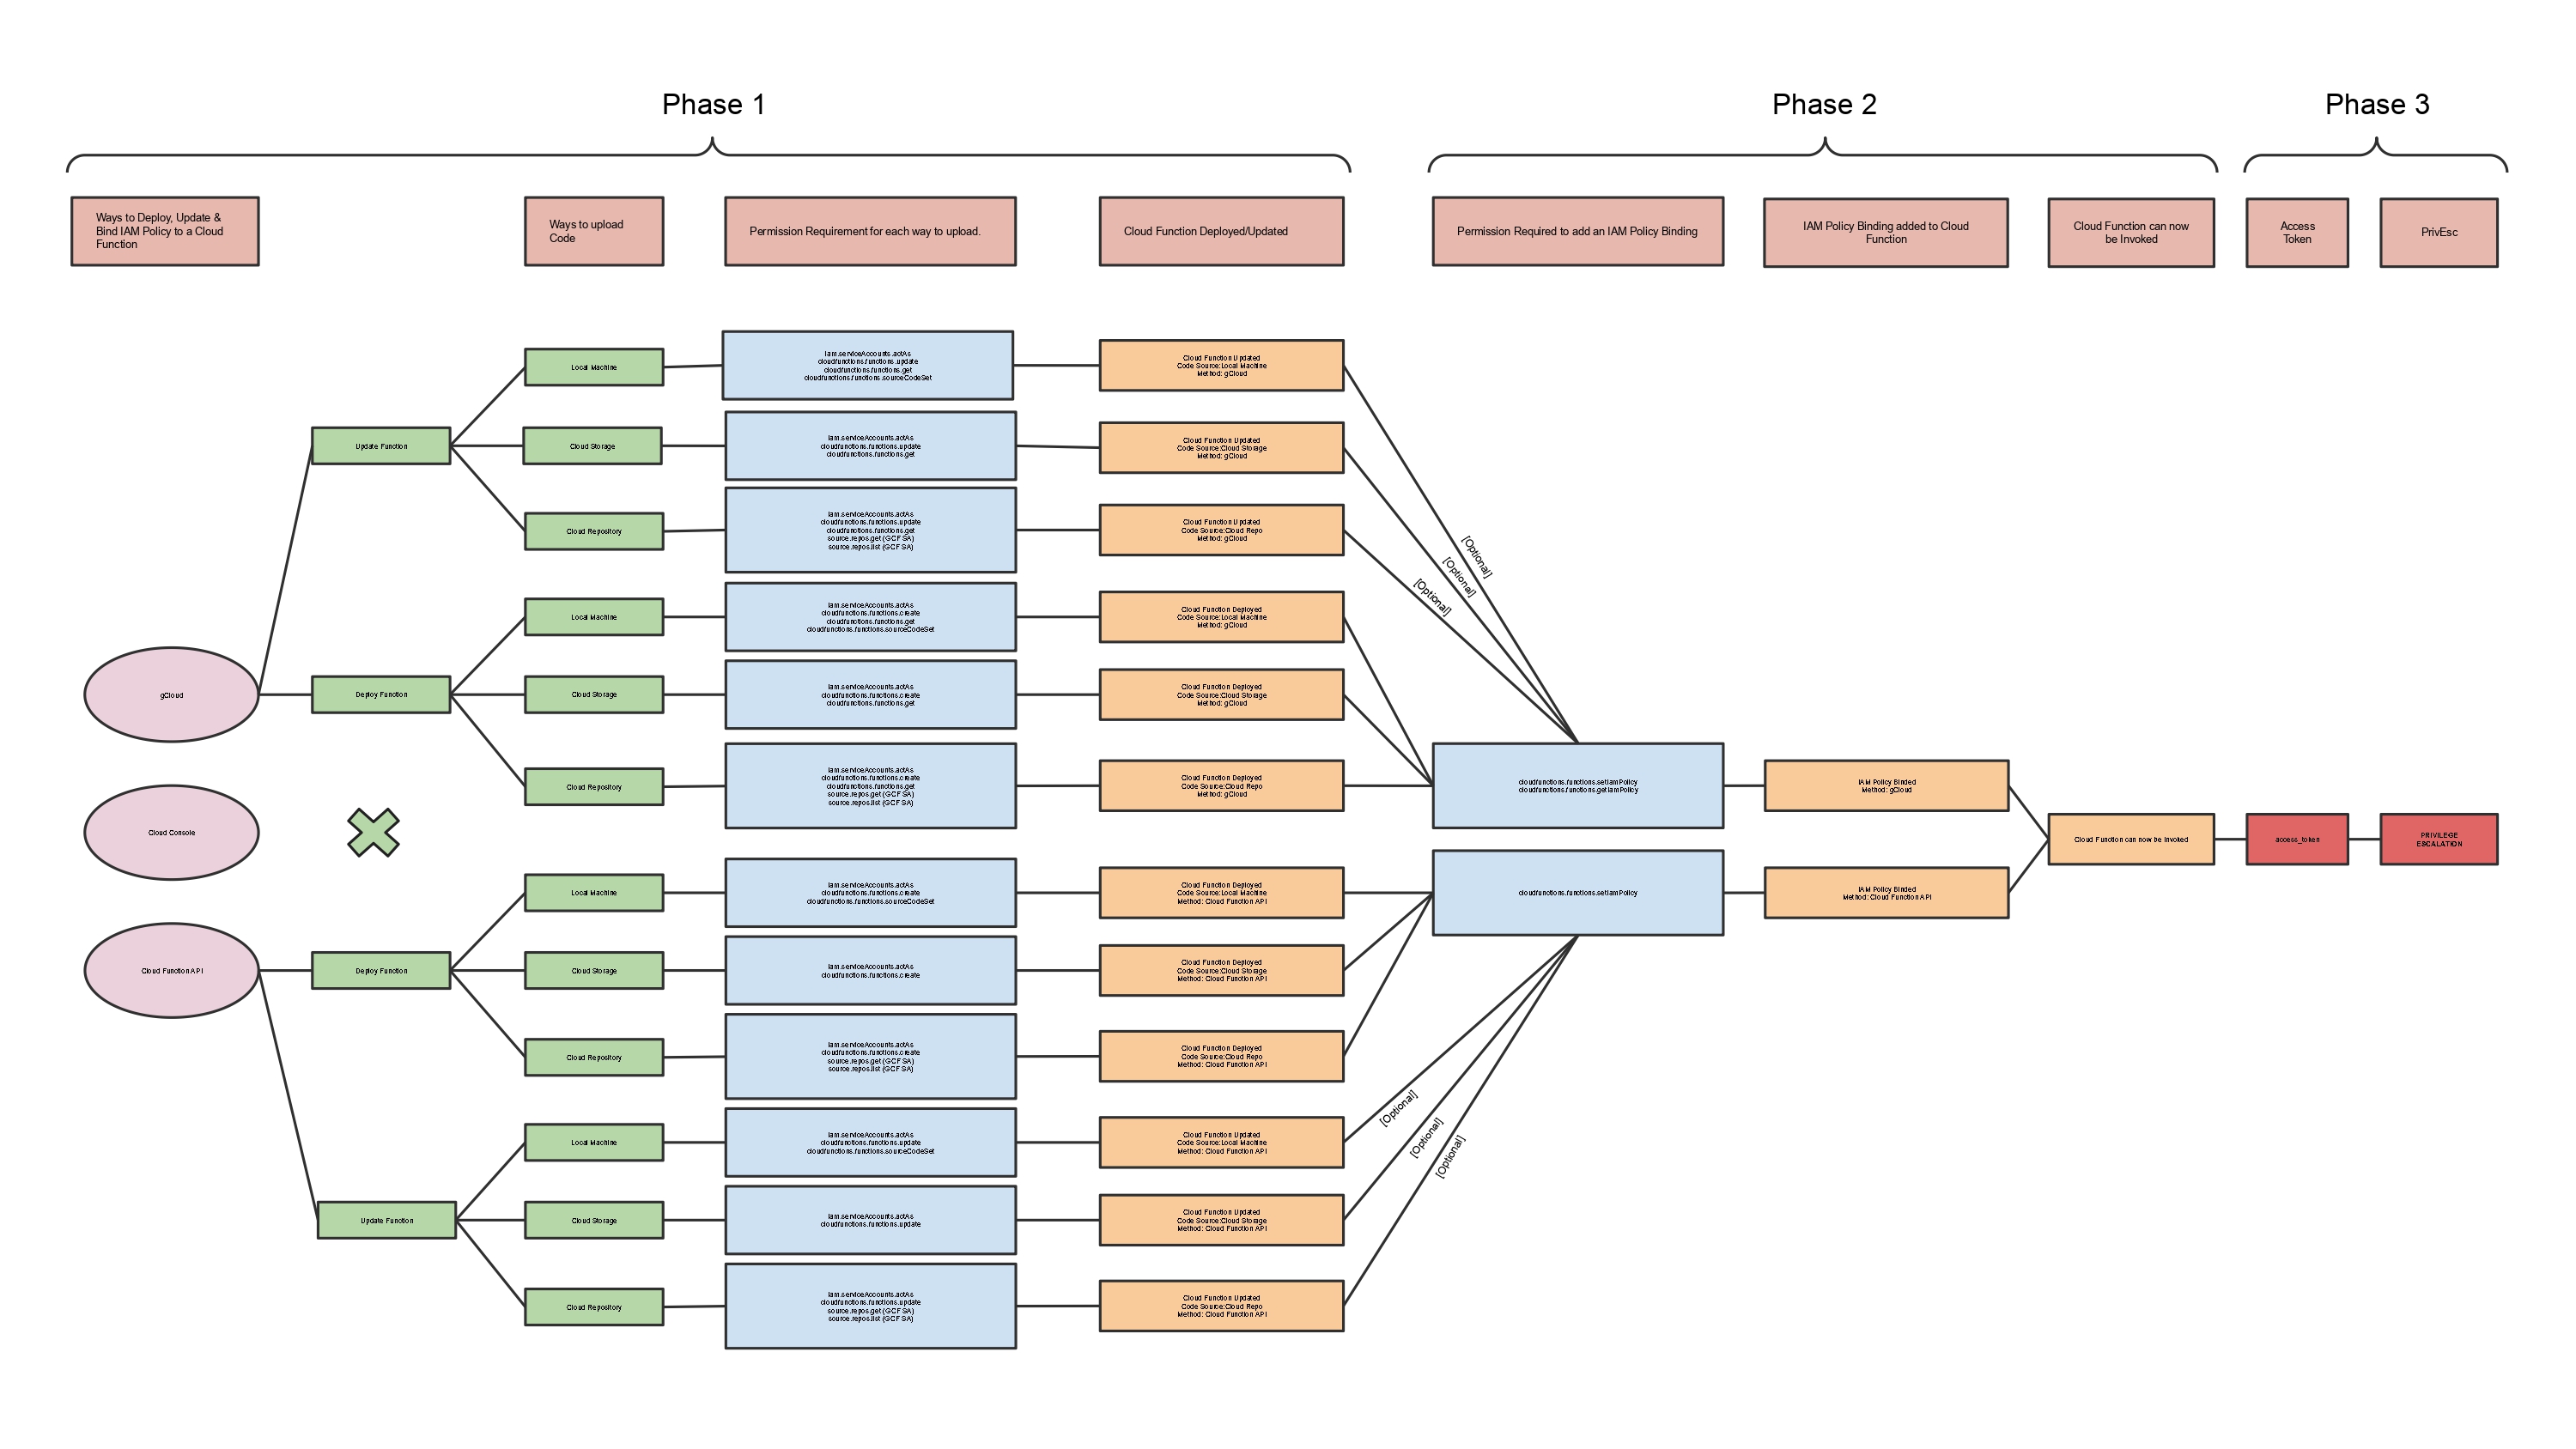 Phase 1
Phase 2
Phase 3
Ways to Deploy, Update &
Bind IAM Policy to a Cloud
Function
Ways to upload
Code
Permission Requirement for each way to upload.
Cloud Function Deployed/Updated
Permission Required to add an IAM Policy Binding
IAM Policy Binding added to Cloud
Function
Cloud Function can now
be Invoked
Access
Token
PrivEsc
gCloud
Update Function
Local Machine
iam.serviceAccounts.actAs
cloudfunctions.functions.update
cloudfunctions.functions.get
cloudfunctions.functions.sourceCodeSet
Cloud Function Updated
Code Source:Local Machine
Method: gCloud
[Optional]
Cloud Storage
iam.serviceAccounts.actAs
cloudfunctions.functions.update
cloudfunctions.functions.get
Cloud Function Updated
Code Source:Cloud Storage
Method: gCloud
[Optional]
Cloud Repository
iam.serviceAccounts.actAs
cloudfunctions.functions.update
cloudfunctions.functions.get
source.repos.get (GCF SA)
source.repos.list (GCF SA)
Cloud Function Updated
Code Source:Cloud Repo
Method: gCloud
[Optional]
Deploy Function
Local Machine
iam.serviceAccounts.actAs
cloudfunctions.functions.create
cloudfunctions.functions.get
cloudfunctions.functions.sourceCodeSet
Cloud Function Deployed
Code Source:Local Machine
Method: gCloud
Cloud Storage
iam.serviceAccounts.actAs
cloudfunctions.functions.create
cloudfunctions.functions.get
Cloud Function Deployed
Code Source:Cloud Storage
Method: gCloud
Cloud Repository
iam.serviceAccounts.actAs
cloudfunctions.functions.create
cloudfunctions.functions.get
source.repos.get (GCF SA)
source.repos.list (GCF SA)
Cloud Function Deployed
Code Source:Cloud Repo
Method: gCloud
cloudfunctions.functions.setIamPolicy
cloudfunctions.functions.getIamPolicy
IAM Policy Binded
Method: gCloud
Cloud Console
Cloud Function can now be Invoked
access_token
PRIVILEGE
ESCALATION
Cloud Function API
Deploy Function
Local Machine
iam.serviceAccounts.actAs
cloudfunctions.functions.create
cloudfunctions.functions.sourceCodeSet
Cloud Function Deployed
Code Source:Local Machine
Method: Cloud Function API
cloudfunctions.functions.setIamPolicy
IAM Policy Binded
Method: Cloud Function API
Cloud Storage
iam.serviceAccounts.actAs
cloudfunctions.functions.create
Cloud Function Deployed
Code Source:Cloud Storage
Method: Cloud Function API
Cloud Repository
iam.serviceAccounts.actAs
cloudfunctions.functions.create
source.repos.get (GCF SA)
source.repos.list (GCF SA)
Cloud Function Deployed
Code Source:Cloud Repo
Method: Cloud Function API
Update Function
Local Machine
iam.serviceAccounts.actAs
cloudfunctions.functions.update
cloudfunctions.functions.sourceCodeSet
Cloud Function Updated
Code Source:Local Machine
Method: Cloud Function API
[Optional]
Cloud Storage
iam.serviceAccounts.actAs
cloudfunctions.functions.update
Cloud Function Updated
Code Source:Cloud Storage
Method: Cloud Function API
[Optional]
Cloud Repository
iam.serviceAccounts.actAs
cloudfunctions.functions.update
source.repos.get (GCF SA)
source.repos.list (GCF SA)
Cloud Function Updated
Code Source:Cloud Repo
Method: Cloud Function API
[Optional]